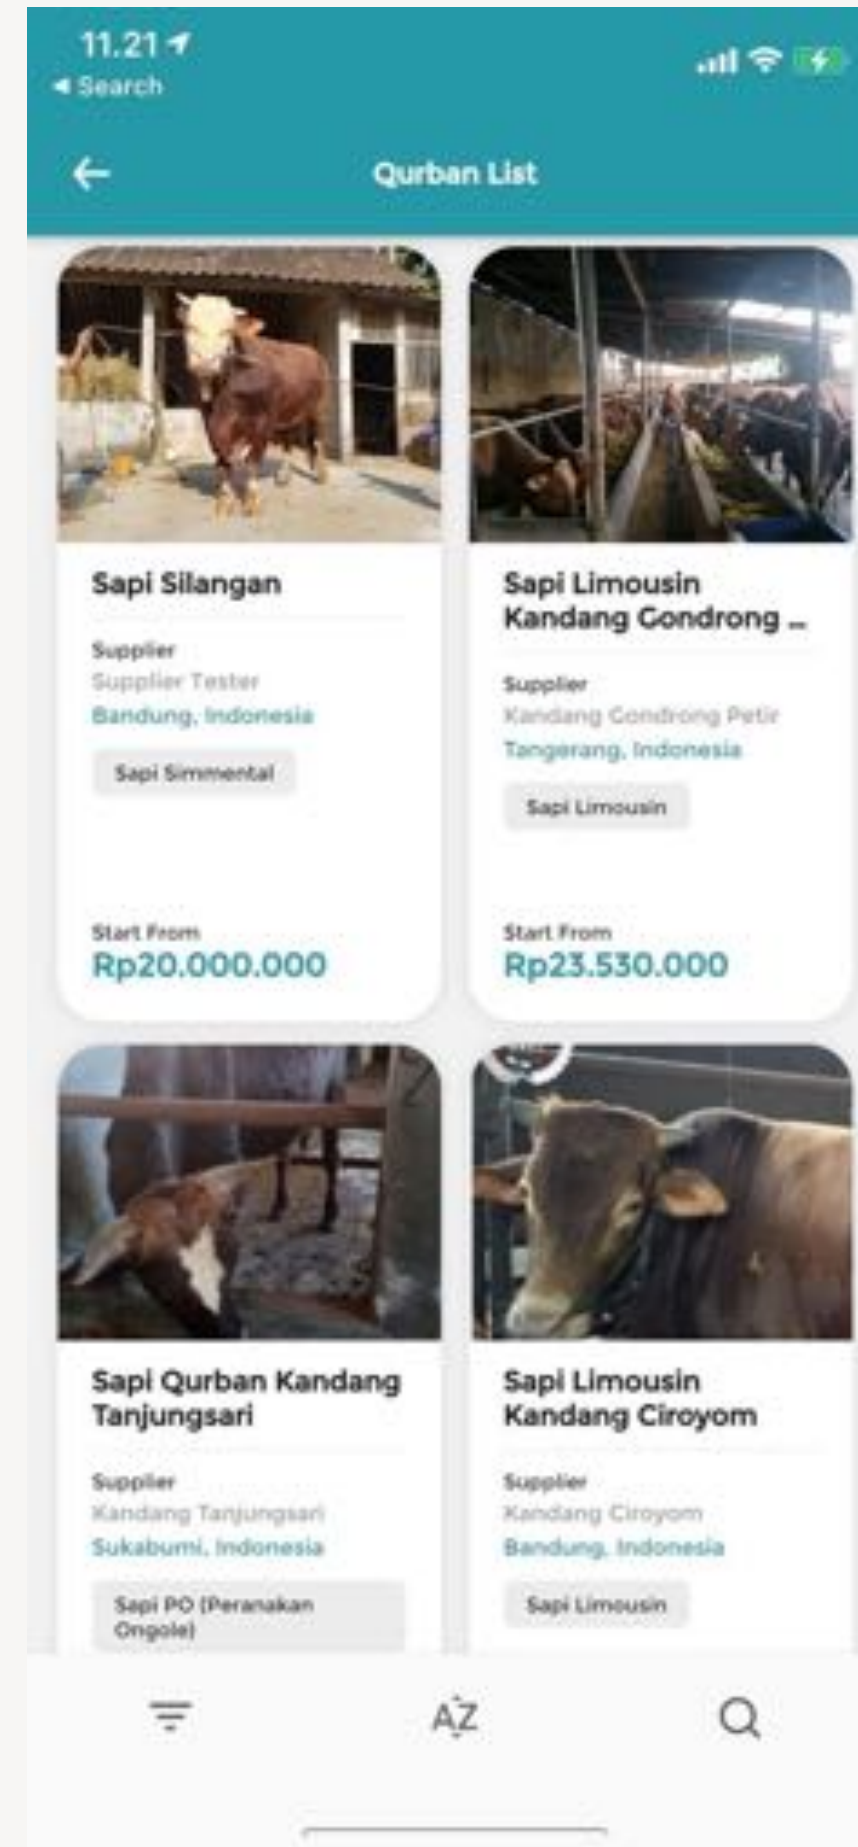 11.21
Search
Qurban List
Sapi Silangan
Supplier
Supplier Tester
Bandung, Indonesia
Sapi Simmental
Start From
Rp20.000.000
Sapi Limousin
Kandang Gondrong ...
Supplier
Kandang Gondrong Petir
Tangerang, Indonesia
Sapi Limousin
Start From
Rp23.530.000
Sapi Qurban Kandang
Tanjungsari
Supplier
Kandang Tanjungsari
Sukabumi, Indonesia
Sapi PO (Peranakan
Ongole)
Sapi Limousin
Kandang Ciroyom
Supplier
Kandang Ciroyom
Bandung, Indonesia
Sapi Limousin
AZ